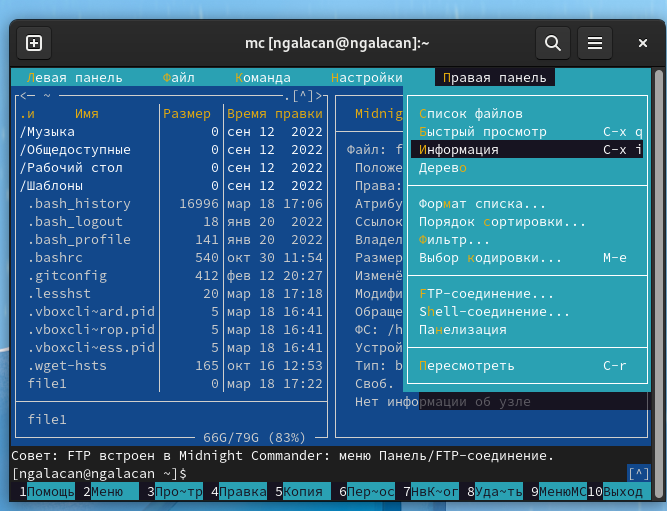 mc [ngalacan@ngalacan]:~
Левая панель Файл Команда Настройки Правая панель
<— ~ .[^]>
.и Имя Размер Время правки
/Музыка 0 сен 12 2022
/Общедоступные 0 сен 12 2022
/Рабочий стол 0 сен 12 2022
/Шаблоны 0 сен 12 2022
.bash_history 16996 мар 18 17:06
.bash_logout 18 янв 20 2022
.bash_profile 141 янв 20 2022
.bashrc 540 окт 30 11:54
.gitconfig 412 фев 12 20:27
.lesshst 20 мар 18 17:18
.vboxcli~ard.pid 5 мар 18 16:41
.vboxcli~rop.pid 5 мар 18 16:41
.vboxcli~ess.pid 5 мар 18 16:41
.wget-hsts 165 окт 16 12:53
file1 0 мар 18 17:22
file1
66G/79G (83%)
Midnig
Файл: f
Положе
Права:
Атрибу
Ссылок
Владел
Размер
Изменё
Модифи
Обраще
ФС: /h
Устрой
Тип: b
Своб.
Нет информации об узле
Список файлов
Быстрый просмотр C-x q
Информация C-x i
Дерево
Формат списка...
Порядок сортировки...
Фильтр...
Выбор кодировки... M-e
FTP-соединение...
Shell-соединение...
Панелизация
Пересмотреть C-r
Совет: FTP встроен в Midnight Commander: меню Панель/FTP-соединение.
[ngalacan@ngalacan ~]$ [^]
1Помощь 2Меню 3Про~тр 4Правка 5Копия 6Пер~ос 7НвК~ог 8Уда~ть 9МенюMC 10Выход